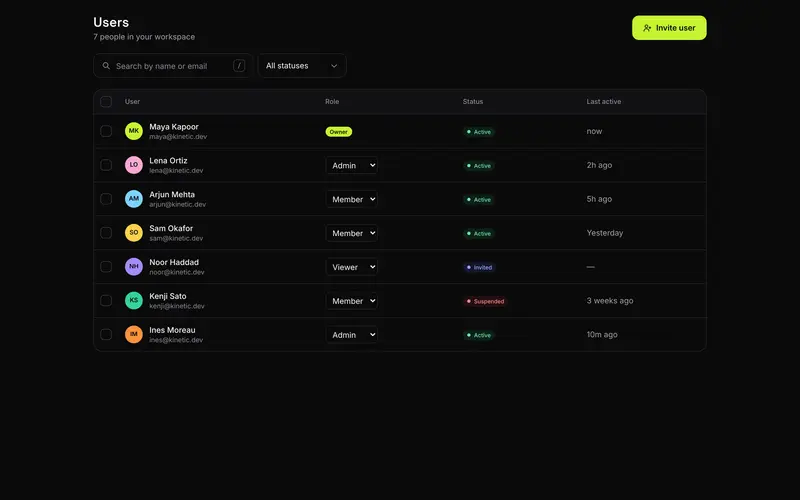 Users
7 people in your workspace
Invite user
Search by name or email /
All statuses
User Role Status Last active
MK Maya Kapoor Owner Active now
maya@kinetic.dev
LO Lena Ortiz Admin Active 2h ago
lena@kinetic.dev
AM Arjun Mehta Member Active 5h ago
arjun@kinetic.dev
SO Sam Okafor Member Active Yesterday
sam@kinetic.dev
NH Noor Haddad Viewer Invited —
noor@kinetic.dev
KS Kenji Sato Member Suspended 3 weeks ago
kenji@kinetic.dev
IM Ines Moreau Admin Active 10m ago
ines@kinetic.dev